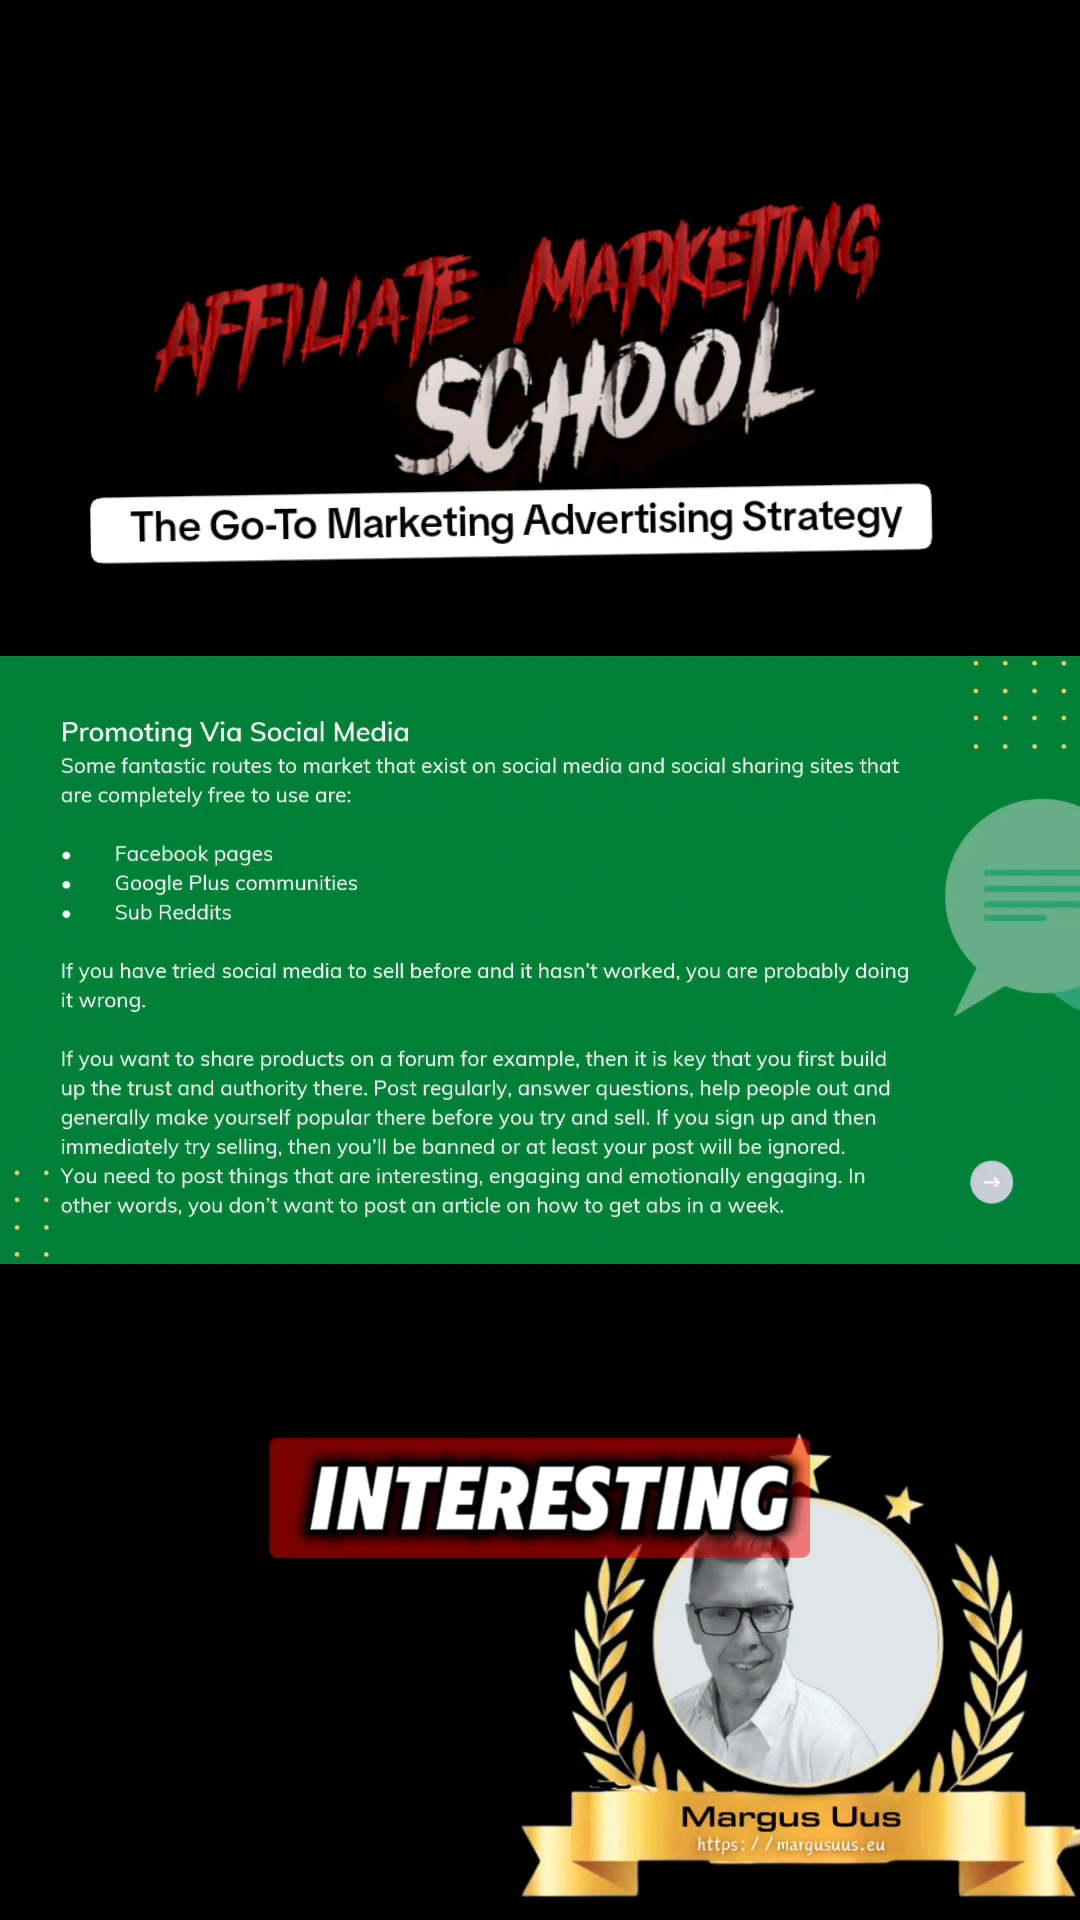 AFFILIATE MARKETING
SCHOOL
The Go-To Marketing Advertising Strategy
Promoting Via Social Media
Some fantastic routes to market that exist on social media and social sharing sites that
are completely free to use are:
• Facebook pages
• Google Plus communities
• Sub Reddits
If you have tried social media to sell before and it hasn't worked, you are probably doing
it wrong.
If you want to share products on a forum for example, then it is key that you first build
up the trust and authority there. Post regularly, answer questions, help people out and
generally make yourself popular there before you try and sell. If you sign up and then
immediately try selling, then you'll be banned or at least your post will be ignored.
You need to post things that are interesting, engaging and emotionally engaging. In
other words, you don't want to post an article on how to get abs in a week.
INTERESTING
Margus Uus
https://margusuus.eu